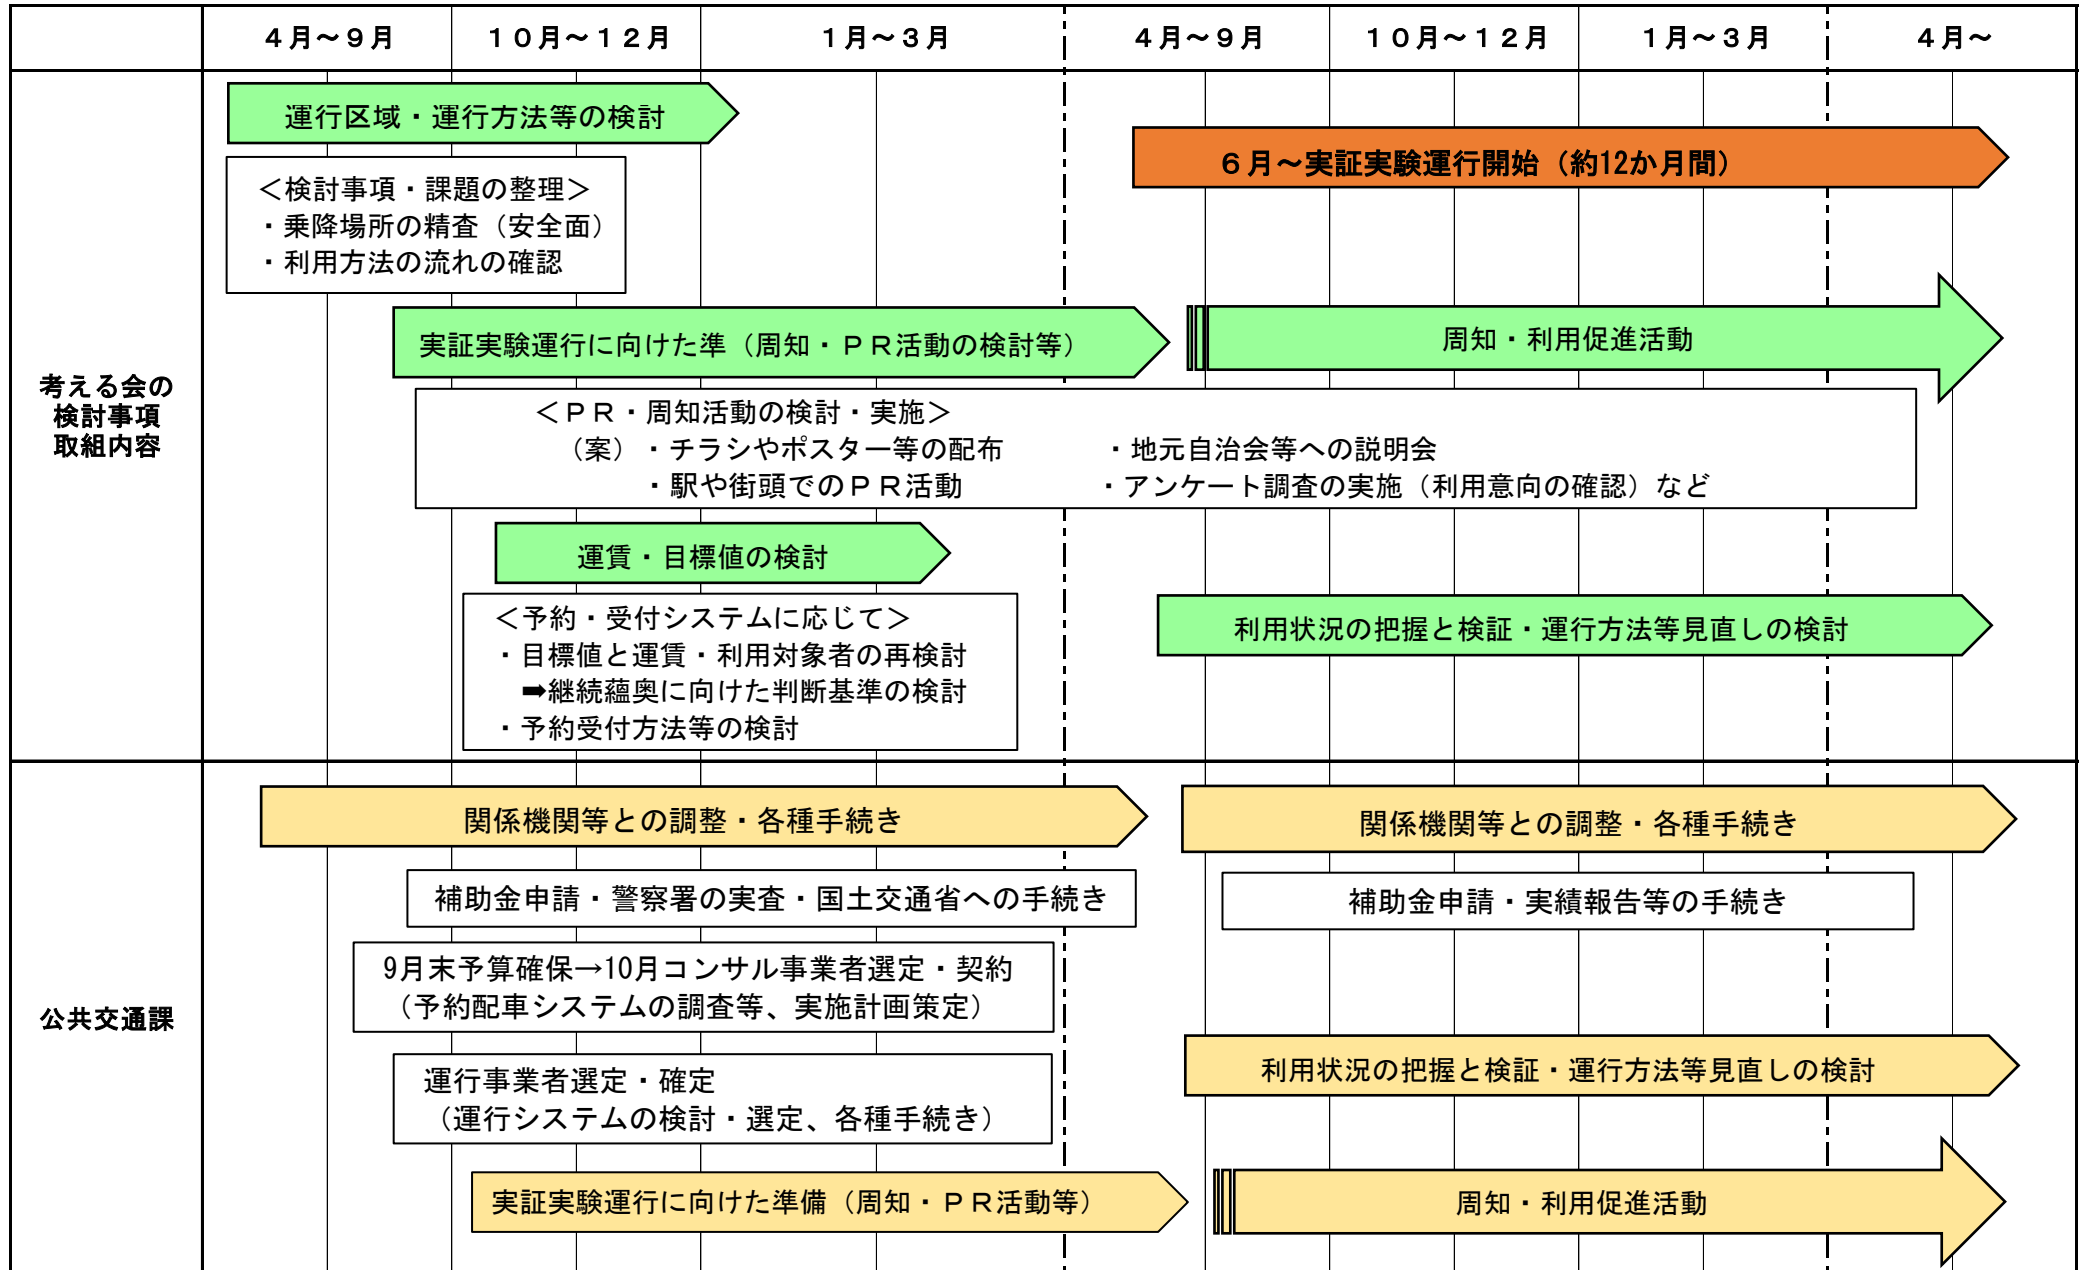 ４月～９月
１０月～１２月
１月～３月
４月～９月
１０月～１２月
１月～３月
４月～
考える会の
検討事項
取組内容
運行区域・運行方法等の検討
６月～実証実験運行開始（約12か月間）
＜検討事項・課題の整理＞
・乗降場所の精査（安全面）
・利用方法の流れの確認
実証実験運行に向けた準（周知・ＰＲ活動の検討等）
周知・利用促進活動
＜ＰＲ・周知活動の検討・実施＞
（案）・チラシやポスター等の配布　・地元自治会等への説明会
・駅や街頭でのＰＲ活動　・アンケート調査の実施（利用意向の確認）など
運賃・目標値の検討
＜予約・受付システムに応じて＞
・目標値と運賃・利用対象者の再検討
➡継続蘊奥に向けた判断基準の検討
・予約受付方法等の検討
利用状況の把握と検証・運行方法等見直しの検討
公共交通課
関係機関等との調整・各種手続き
関係機関等との調整・各種手続き
補助金申請・警察署の実査・国土交通省への手続き
補助金申請・実績報告等の手続き
9月末予算確保→10月コンサル事業者選定・契約
（予約配車システムの調査等、実施計画策定）
運行事業者選定・確定
（運行システムの検討・選定、各種手続き）
利用状況の把握と検証・運行方法等見直しの検討
実証実験運行に向けた準備（周知・ＰＲ活動等）
周知・利用促進活動